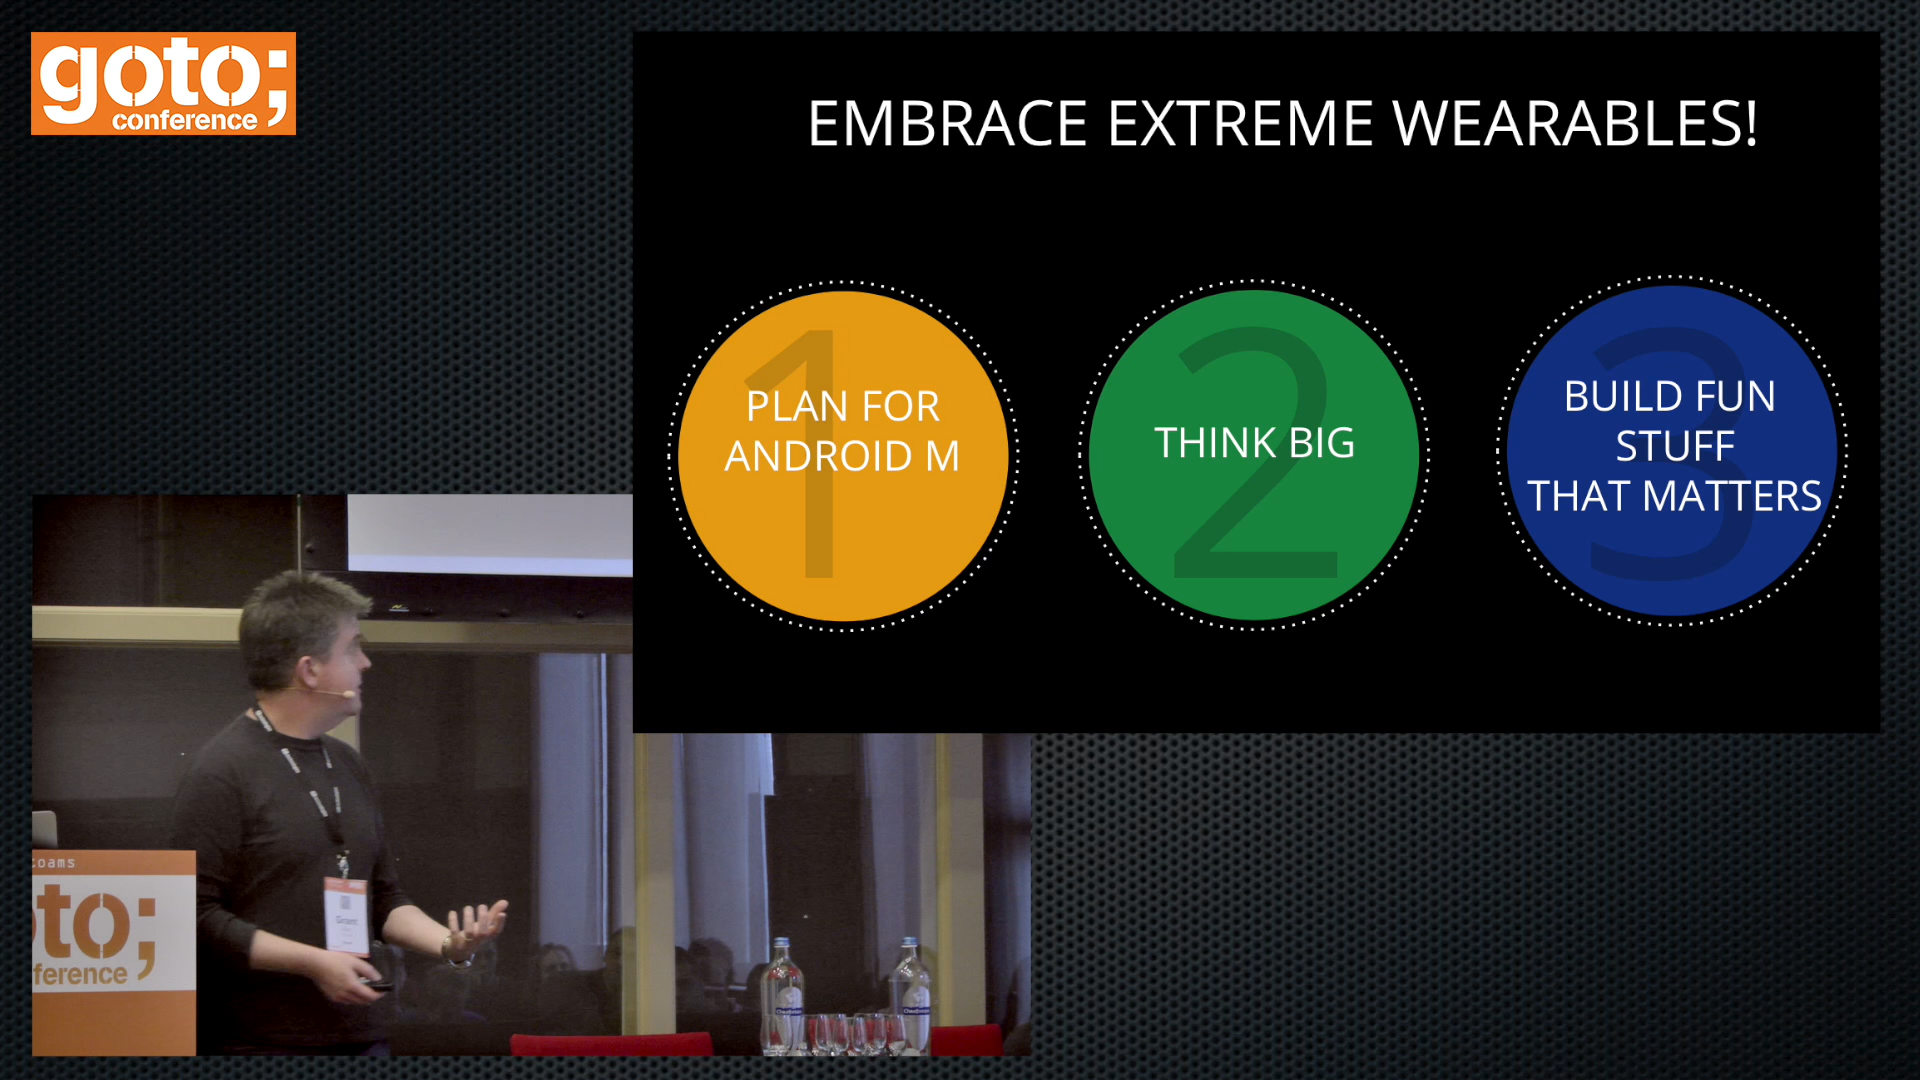 goto;
conference
EMBRACE EXTREME WEARABLES!
1
PLAN FOR
ANDROID M
2
THINK BIG
3
BUILD FUN
STUFF
THAT MATTERS
toams
to;
ference